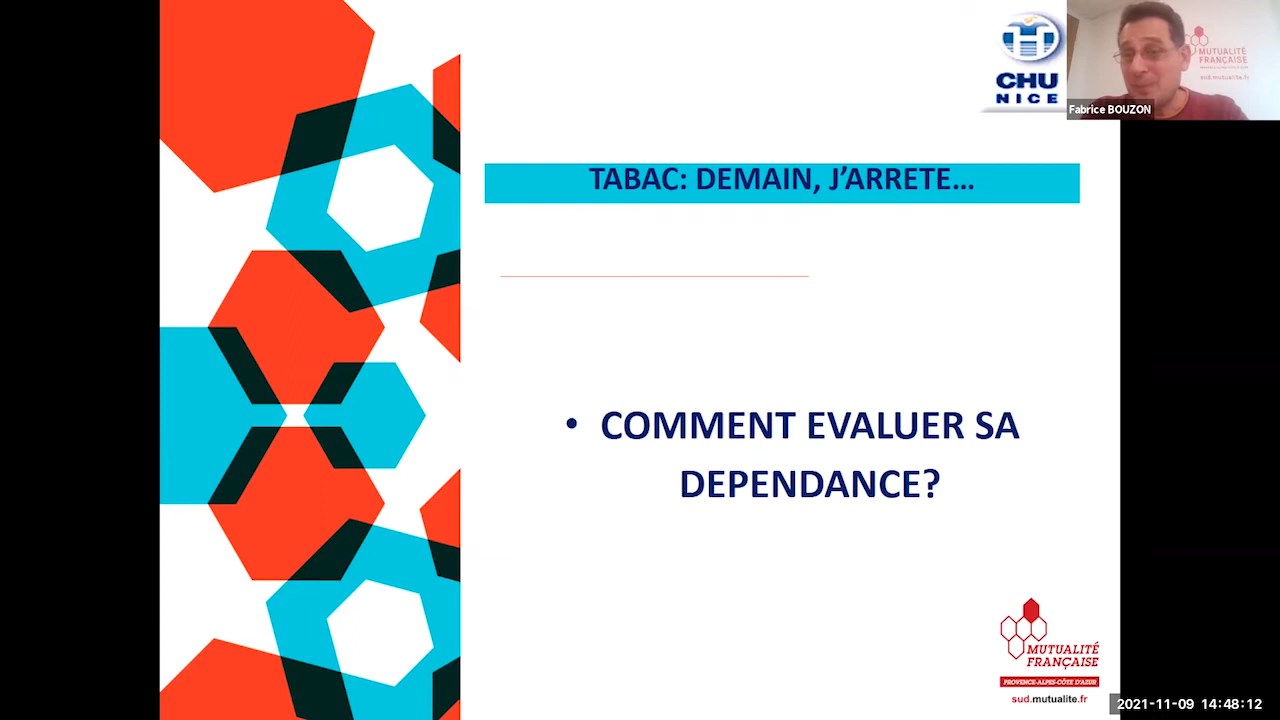 CHU
NICE
MUTUALITÉ
FRANÇAISE
sud.mutualite.fr
Fabrice BOUZON
TABAC: DEMAIN, J’ARRETE…
• COMMENT EVALUER SA
DEPENDANCE?
MUTUALITÉ
FRANÇAISE
PROVENCE-ALPES-CÔTE D'AZUR
sud.mutualite.fr
2021-11-09 14:48:12